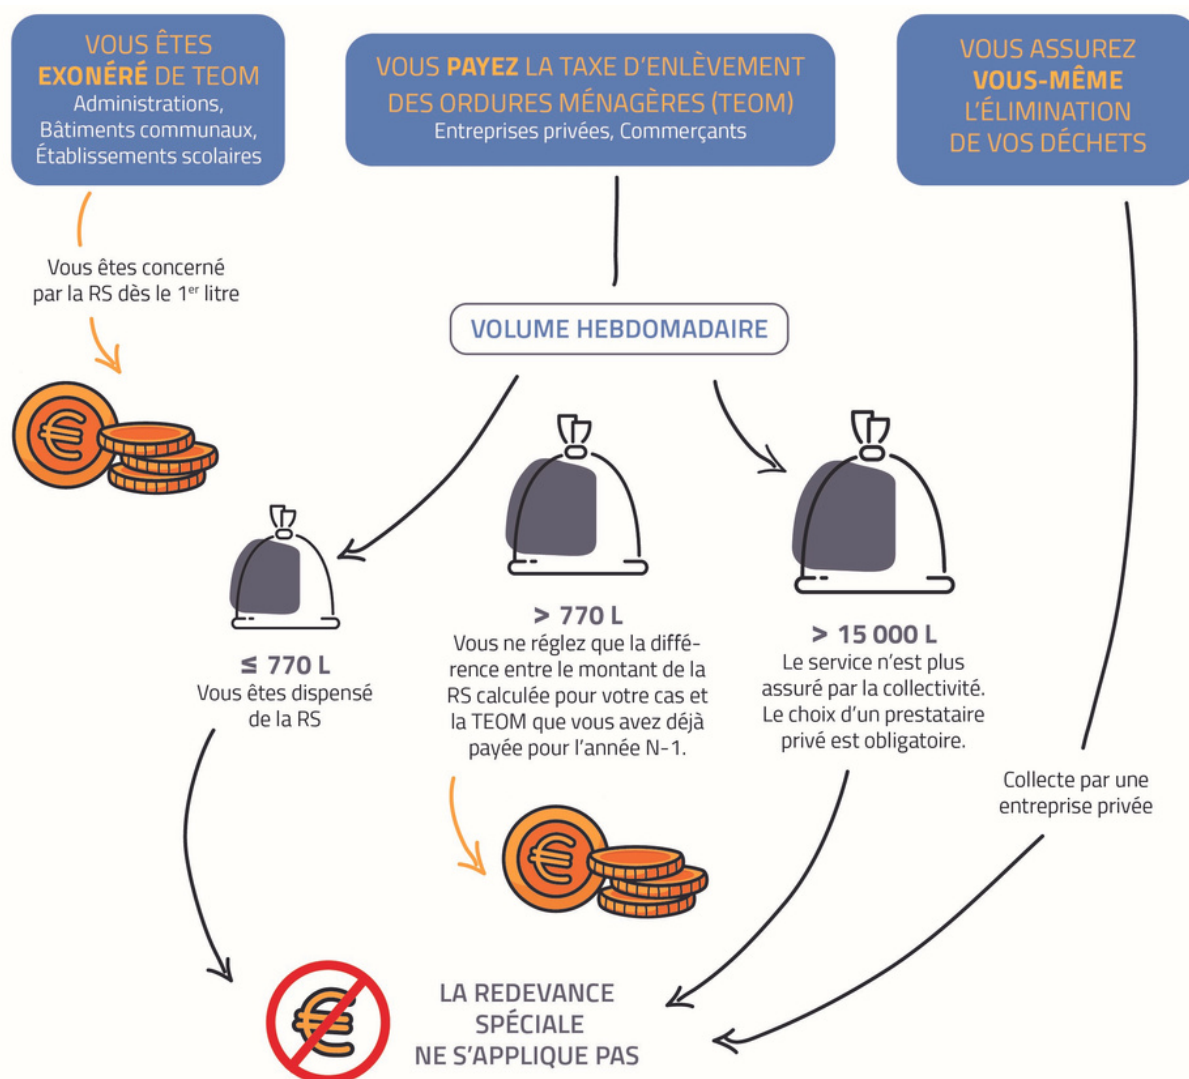 VOUS ÊTES
EXONÉRÉ DE TEOM
Administrations,
Bâtiments communaux,
Établissements scolaires
VOUS PAYEZ LA TAXE D'ENLÈVEMENT
DES ORDURES MÉNAGÈRES (TEOM)
Entreprises privées, Commerçants
VOUS ASSUREZ
VOUS-MÊME
L'ÉLIMINATION
DE VOS DÉCHETS
Vous êtes concerné
par la RS dès le 1er litre
VOLUME HEBDOMADAIRE
≤ 770 L
Vous êtes dispensé
de la RS
> 770 L
Vous ne réglez que la diffé-
rence entre le montant de la
RS calculée pour votre cas et
la TEOM que vous avez déjà
payée pour l'année N-1.
> 15 000 L
Le service n'est plus
assuré par la collectivité.
Le choix d'un prestataire
privé est obligatoire.
Collecte par une
entreprise privée
LA REDEVANCE
SPÉCIALE
NE S'APPLIQUE PAS